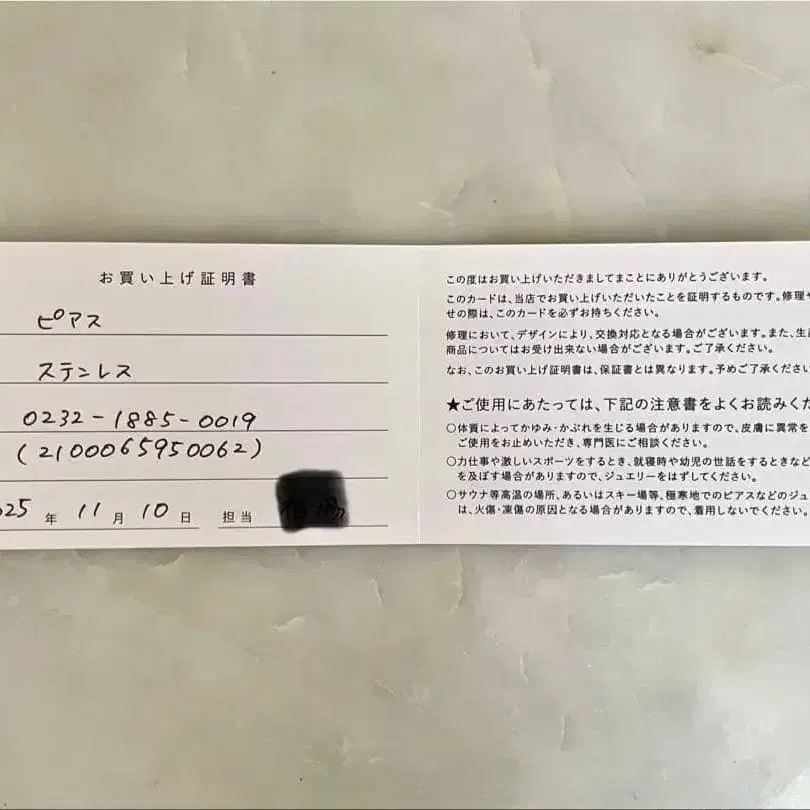 お買い上げ証明書
ピアス
ステンレス
0232-1885-0019
(2100065950062)
025年11月10日 担当
この度はお買い上げいただきましてまことにありがとうございます。
このカードは、当店でお買い上げいただいたことを証明するものです。修理や
せの際は、このカードを必ずお持ちください。
修理において、デザインにより、交換対応となる場合がございます。また、生産
商品についてはお受け出来ない場合がございます。ご了承ください。
なお、このお買い上げ証明書は、保証書とは異なります。予めご了承ください
★ご使用にあたっては、下記の注意書をよくお読みくだ
○体質によってかゆみ・かぶれを生じる場合がありますので、皮膚に異常を
ご使用をお止めいただき、専門医にご相談ください。
○力仕事や激しいスポーツをするとき、就寝時や幼児の世話をするときなど
を及ぼす場合がありますので、ジュエリーをはずしてください。
○サウナ等高温の場所、あるいはスキー場等、極寒地でのピアスなどのジュ
は、火傷・凍傷の原因となる場合がありますので、着用しないでください。